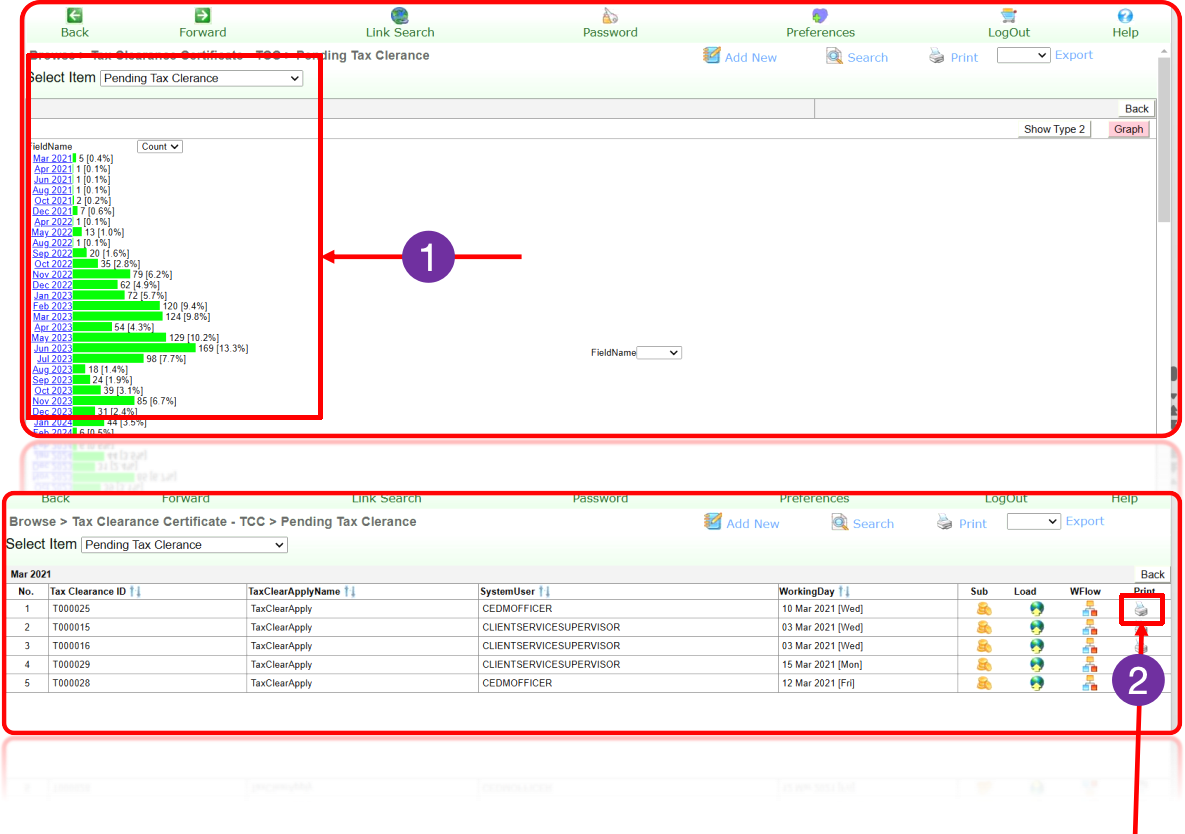 Back Forward Link Search Password Preferences LogOut Help
Browse > Tax Clearance Certificate - TCC > Pending Tax Clerance Add New Search Print Export
Select Item Pending Tax Clerance
Back
Show Type 2 Graph
FieldName Count
Mar 2021 5 [0.4%]
Apr 2021 1 [0.1%]
Jun 2021 1 [0.1%]
Aug 2021 1 [0.1%]
Oct 2021 2 [0.2%]
Dec 2021 7 [0.6%]
Apr 2022 1 [0.1%]
May 2022 13 [1.0%]
Aug 2022 1 [0.1%]
Sep 2022 20 [1.6%]
1
Oct 2022 35 [2.8%]
Nov 2022 79 [6.2%]
Dec 2022 62 [4.9%]
Jan 2023 72 [5.7%]
Feb 2023 120 [9.4%]
Mar 2023 124 [9.8%]
Apr 2023 54 [4.3%]
May 2023 129 [10.2%]
Jun 2023 169 [13.3%]
FieldName
Jul 2023 98 [7.7%]
Aug 2023 18 [1.4%]
Sep 2023 24 [1.9%]
Oct 2023 39 [3.1%]
Nov 2023 85 [6.7%]
Dec 2023 31 [2.4%]
Jan 2024 44 [3.5%]
Feb 2024 6 [0.5%]
Back Forward Link Search Password Preferences LogOut Help
Browse > Tax Clearance Certificate - TCC > Pending Tax Clerance Add New Search Print Export
Select Item Pending Tax Clerance
Mar 2021 Back
No. Tax Clearance ID TaxClearApplyName SystemUser WorkingDay Sub Load WFlow Print
1 T000025 TaxClearApply CEDMOFFICER 10 Mar 2021 [Wed]
2 T000015 TaxClearApply CLIENTSERVICESUPERVISOR 03 Mar 2021 [Wed]
3 T000016 TaxClearApply CLIENTSERVICESUPERVISOR 03 Mar 2021 [Wed]
4 T000029 TaxClearApply CLIENTSERVICESUPERVISOR 15 Mar 2021 [Mon]
5 T000028 TaxClearApply CEDMOFFICER 12 Mar 2021 [Fri]
2